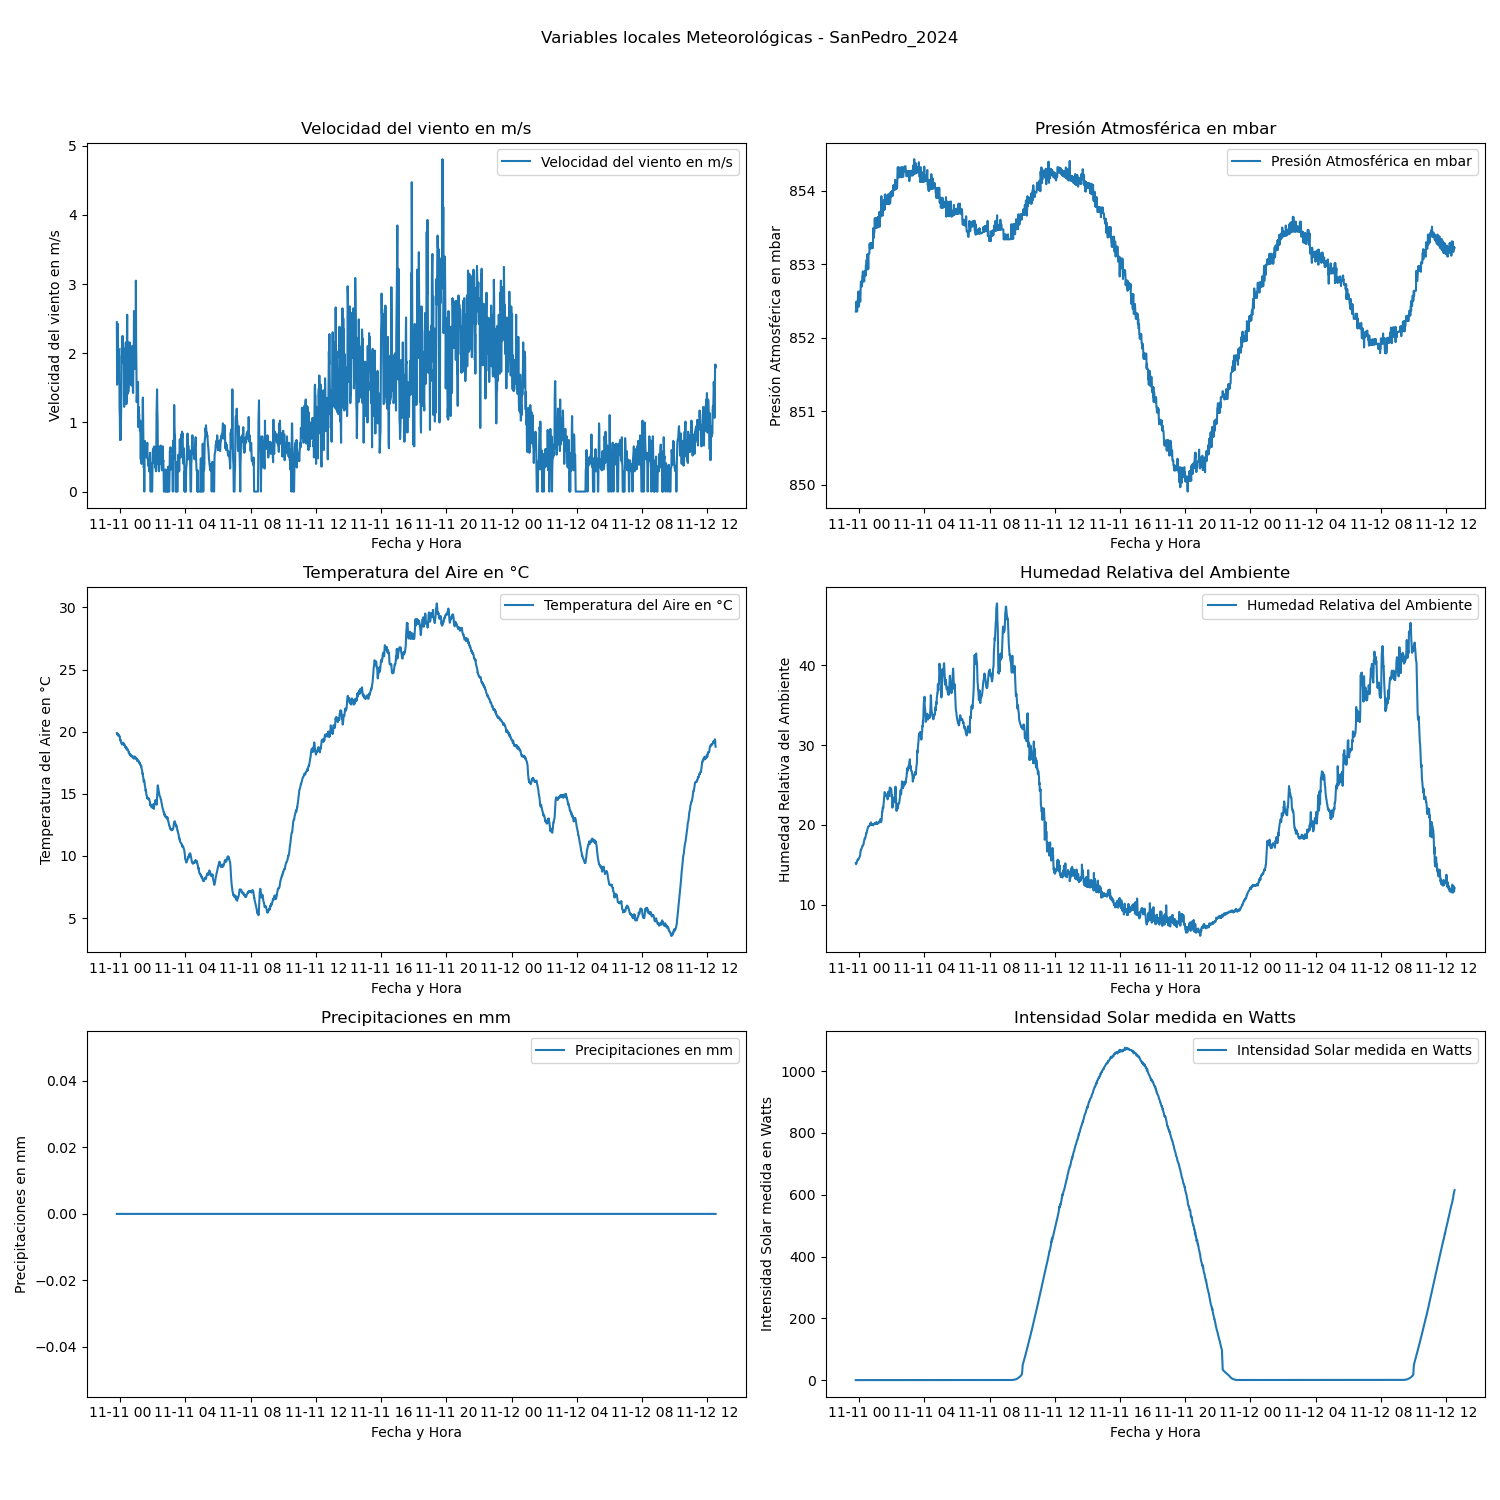 Variables locales Meteorológicas - SanPedro_2024
Velocidad del viento en m/s
Velocidad del viento en m/s
Velocidad del viento en m/s
5
4
3
2
1
0
11-11 00 11-11 04 11-11 08 11-11 12 11-11 16 11-11 20 11-12 00 11-12 04 11-12 08 11-12 12
Fecha y Hora
Presión Atmosférica en mbar
Presión Atmosférica en mbar
Presión Atmosférica en mbar
854
853
852
851
850
11-11 00 11-11 04 11-11 08 11-11 12 11-11 16 11-11 20 11-12 00 11-12 04 11-12 08 11-12 12
Fecha y Hora
Temperatura del Aire en °C
Temperatura del Aire en °C
Temperatura del Aire en °C
30
25
20
15
10
5
11-11 00 11-11 04 11-11 08 11-11 12 11-11 16 11-11 20 11-12 00 11-12 04 11-12 08 11-12 12
Fecha y Hora
Humedad Relativa del Ambiente
Humedad Relativa del Ambiente
Humedad Relativa del Ambiente
40
30
20
10
11-11 00 11-11 04 11-11 08 11-11 12 11-11 16 11-11 20 11-12 00 11-12 04 11-12 08 11-12 12
Fecha y Hora
Precipitaciones en mm
Precipitaciones en mm
Precipitaciones en mm
0.04
0.02
0.00
−0.02
−0.04
11-11 00 11-11 04 11-11 08 11-11 12 11-11 16 11-11 20 11-12 00 11-12 04 11-12 08 11-12 12
Fecha y Hora
Intensidad Solar medida en Watts
Intensidad Solar medida en Watts
Intensidad Solar medida en Watts
1000
800
600
400
200
0
11-11 00 11-11 04 11-11 08 11-11 12 11-11 16 11-11 20 11-12 00 11-12 04 11-12 08 11-12 12
Fecha y Hora